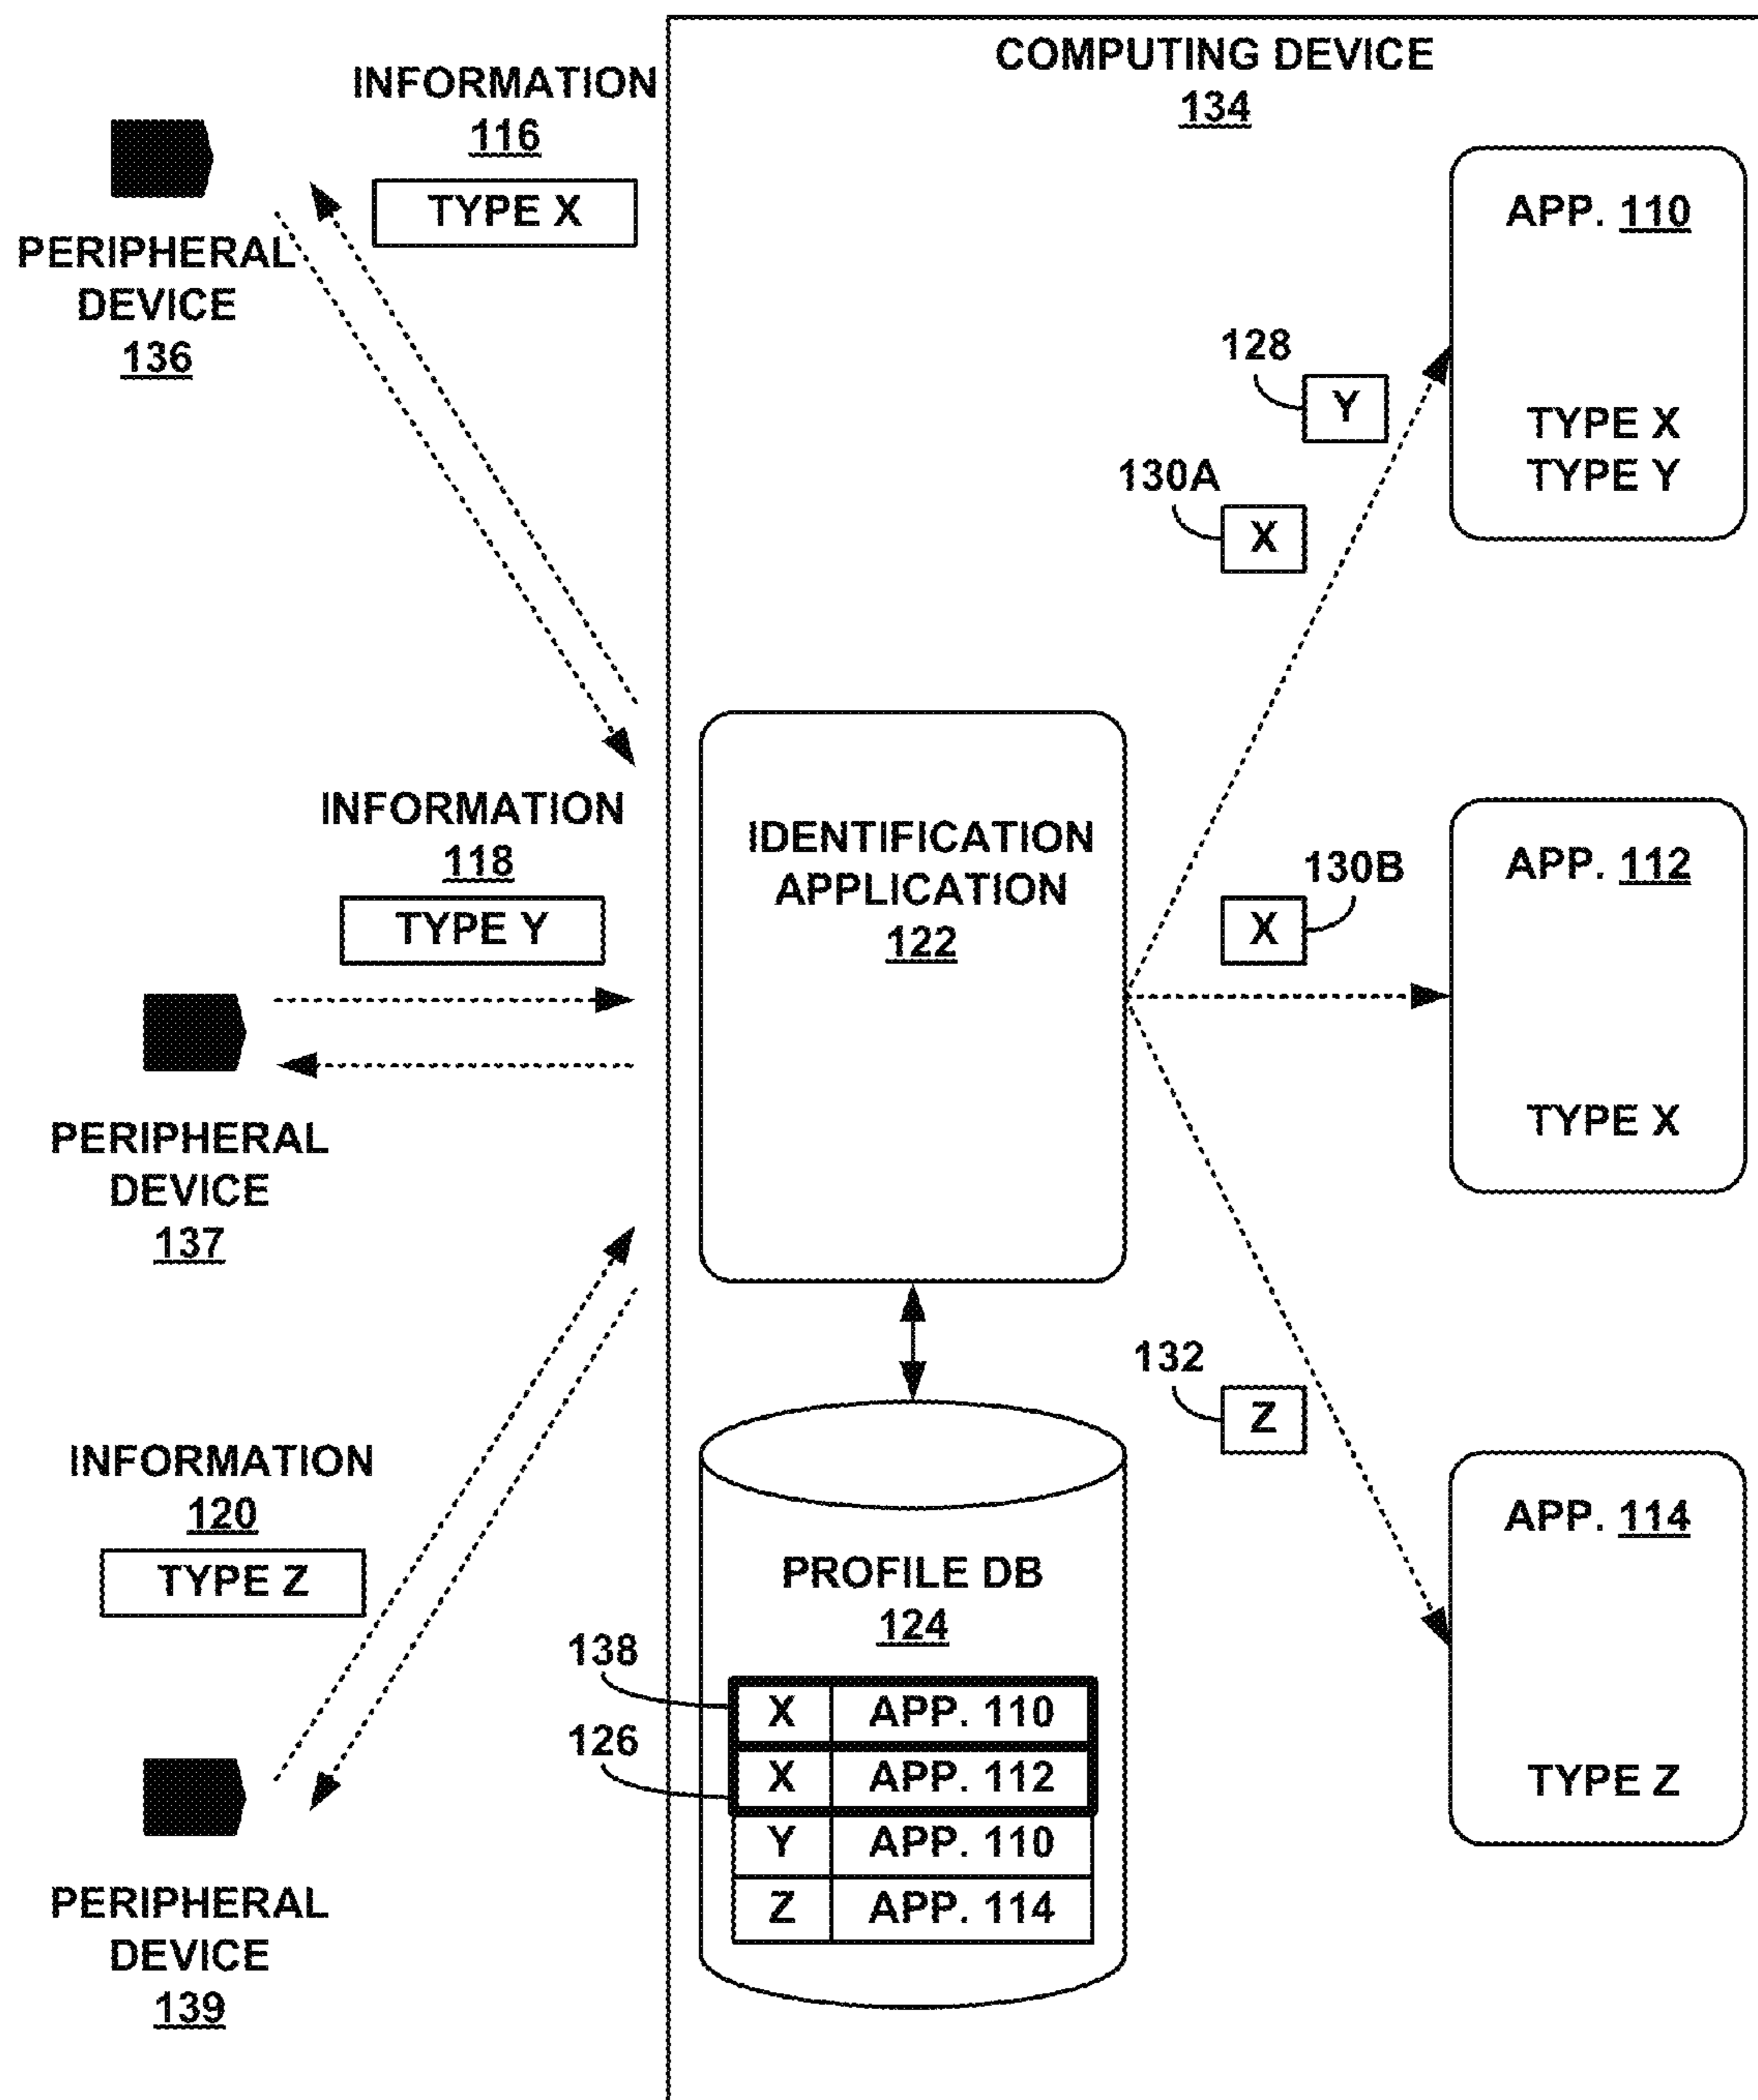 COMPUTING DEVICE
134
INFORMATION
116
TYPE X
PERIPHERAL
DEVICE
136
APP. 110
TYPE X
TYPE Y
128
Y
130A
X
INFORMATION
118
TYPE Y
PERIPHERAL
DEVICE
137
IDENTIFICATION
APPLICATION
122
130B
X
APP. 112
TYPE X
INFORMATION
120
TYPE Z
PERIPHERAL
DEVICE
139
132
Z
APP. 114
TYPE Z
PROFILE DB
124
138
126
X APP. 110
X APP. 112
Y APP. 110
Z APP. 114